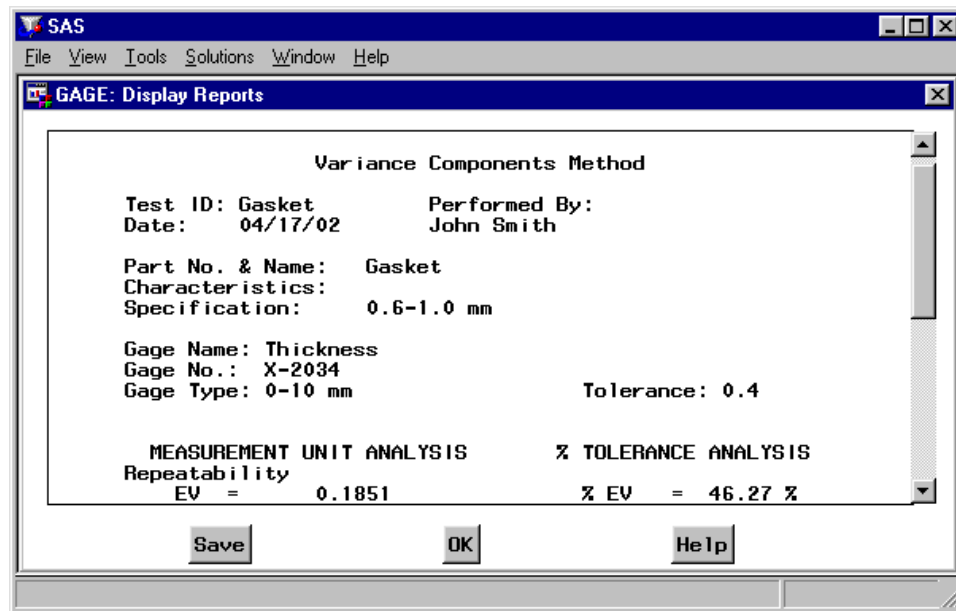 SAS
File View Tools Solutions Window Help
GAGE: Display Reports
Variance Components Method
Test ID: Gasket Performed By:
Date: 04/17/02 John Smith
Part No. & Name: Gasket
Characteristics:
Specification: 0.6-1.0 mm
Gage Name: Thickness
Gage No.: X-2034
Gage Type: 0-10 mm Tolerance: 0.4
MEASUREMENT UNIT ANALYSIS % TOLERANCE ANALYSIS
Repeatability
EV = 0.1851 % EV = 46.27 %
Save OK Help